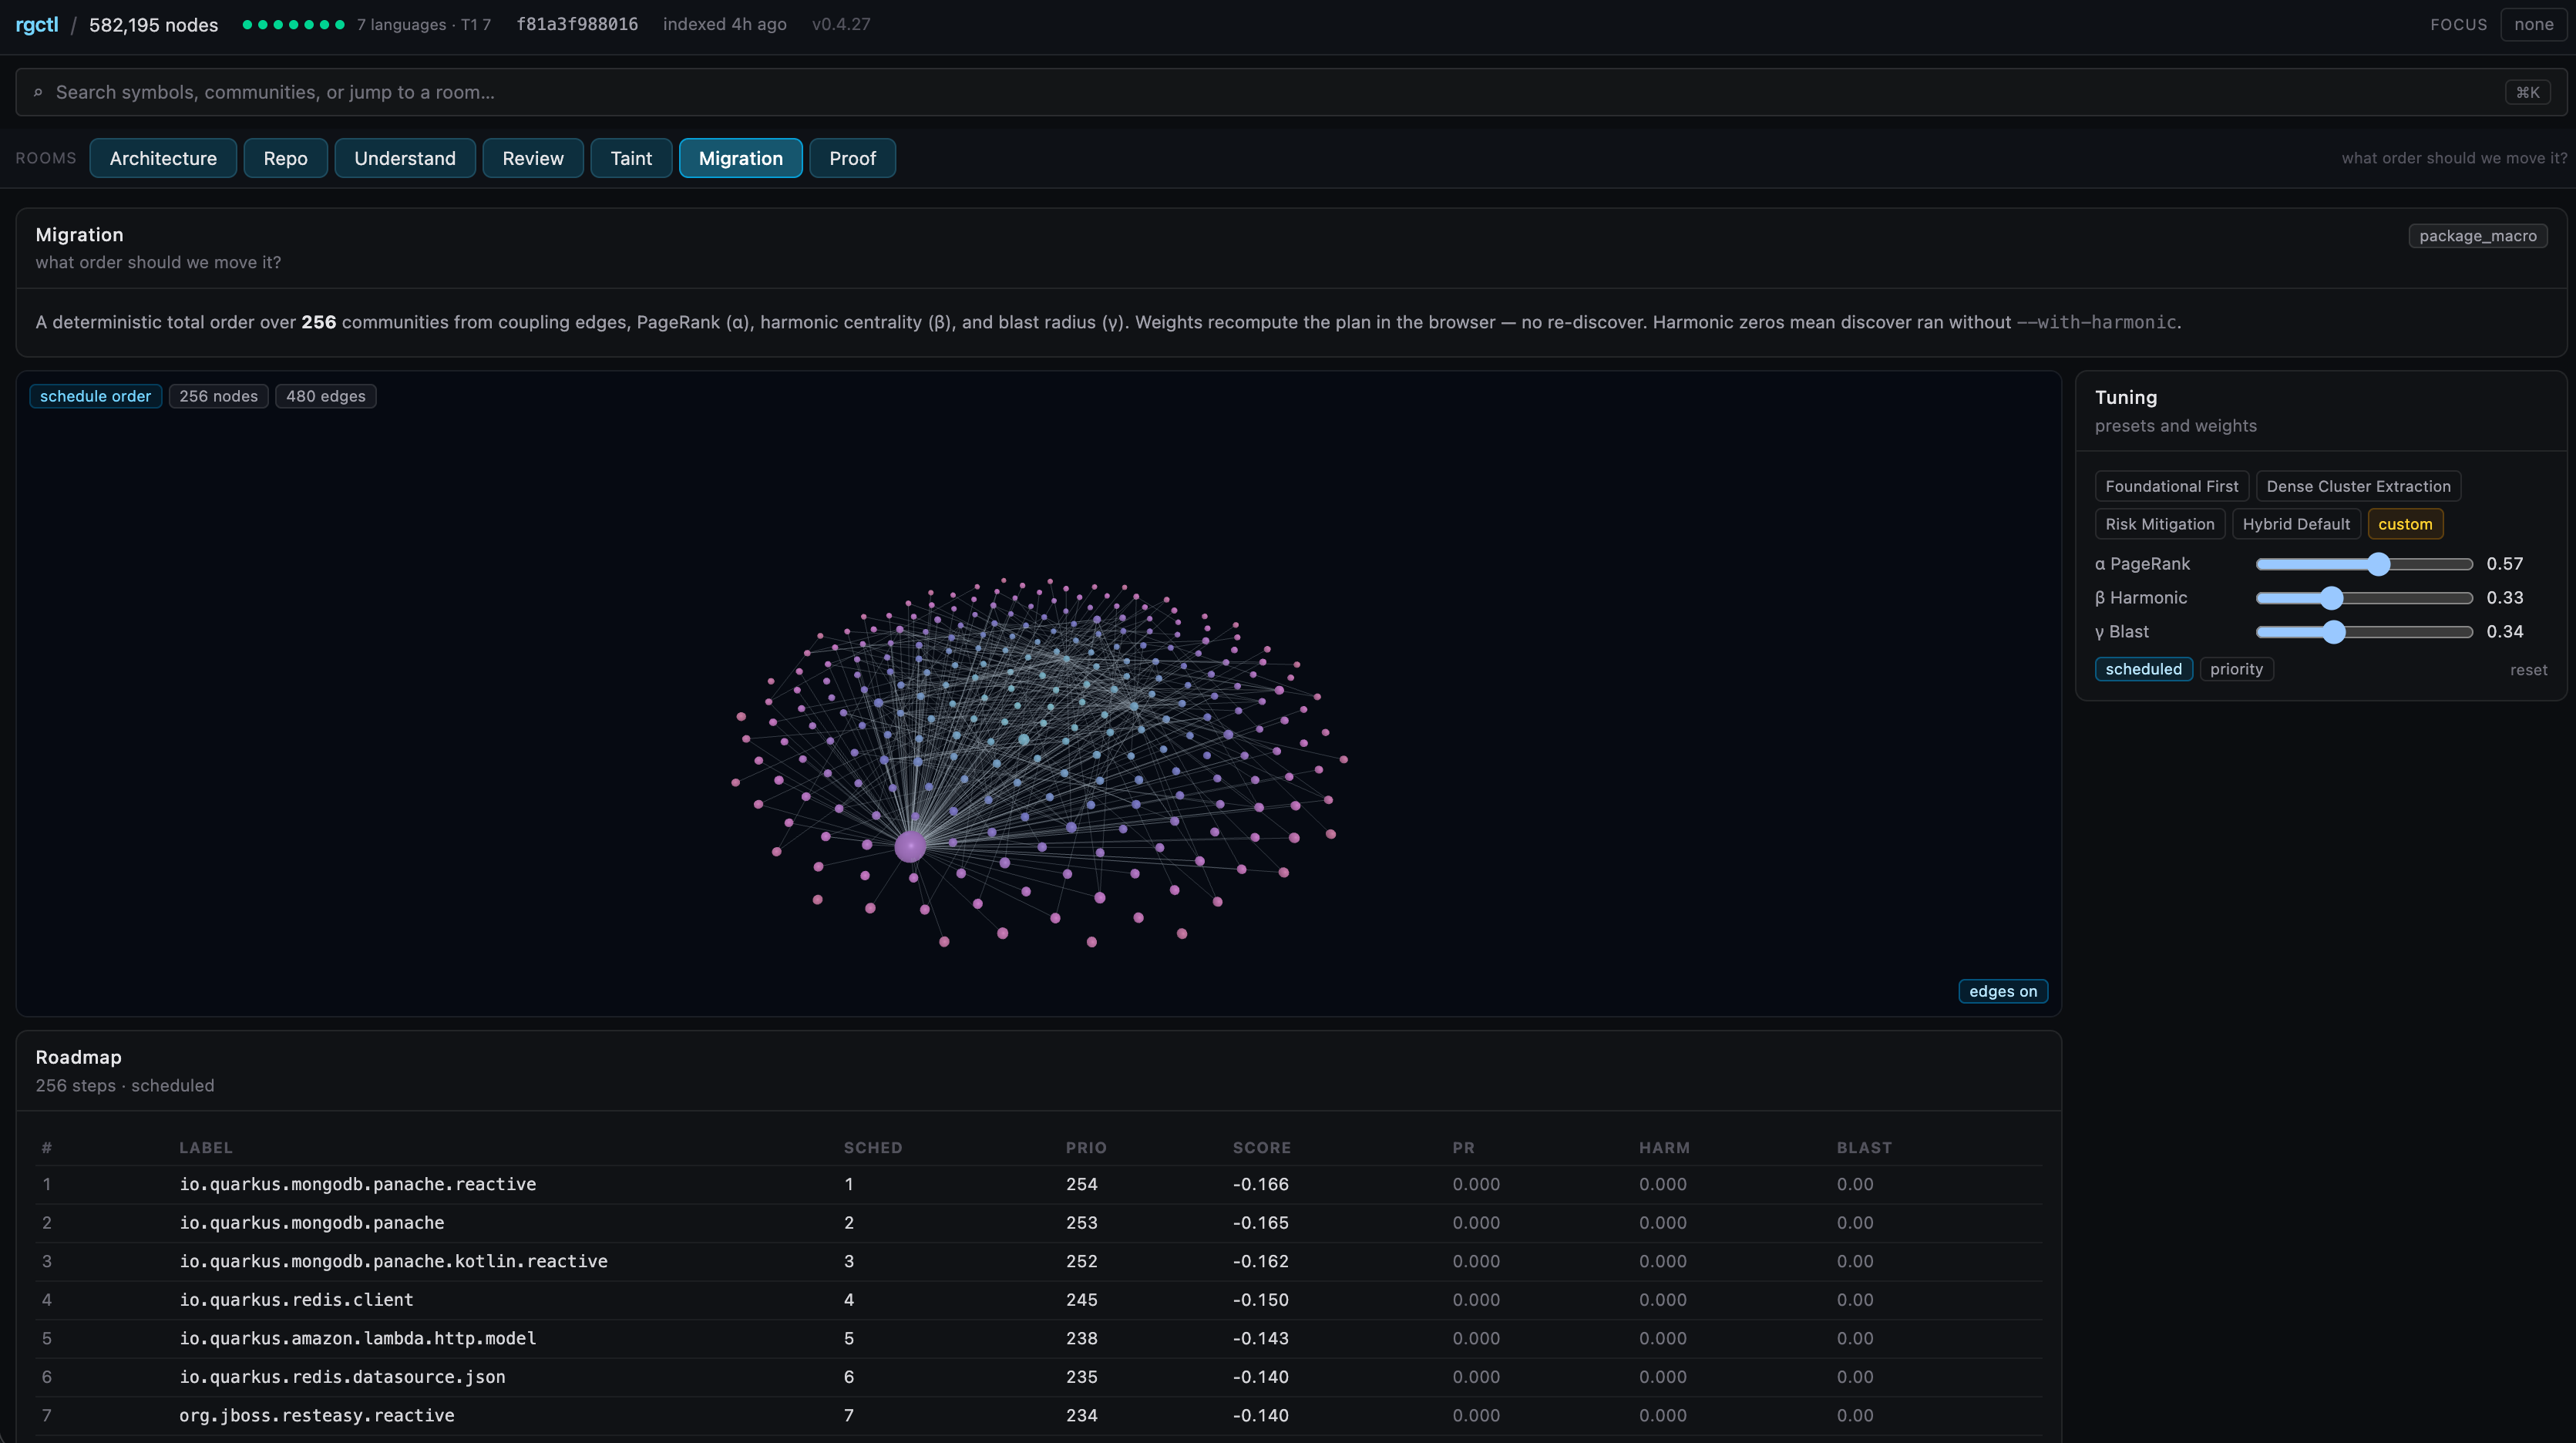 rgctl / 582,195 nodes 7 languages · T1 7 f81a3f988016 indexed 4h ago v0.4.27 FOCUS none
Search symbols, communities, or jump to a room... ⌘K
ROOMS Architecture Repo Understand Review Taint Migration Proof what order should we move it?
Migration package_macro
what order should we move it?
A deterministic total order over 256 communities from coupling edges, PageRank (α), harmonic centrality (β), and blast radius (γ). Weights recompute the plan in the browser — no re-discover. Harmonic zeros mean discover ran without --with-harmonic.
schedule order 256 nodes 480 edges
edges on
Tuning
presets and weights
Foundational First Dense Cluster Extraction
Risk Mitigation Hybrid Default custom
α PageRank 0.57
β Harmonic 0.33
γ Blast 0.34
scheduled priority reset
Roadmap
256 steps · scheduled
# LABEL SCHED PRIO SCORE PR HARM BLAST
1 io.quarkus.mongodb.panache.reactive 1 254 -0.166 0.000 0.000 0.00
2 io.quarkus.mongodb.panache 2 253 -0.165 0.000 0.000 0.00
3 io.quarkus.mongodb.panache.kotlin.reactive 3 252 -0.162 0.000 0.000 0.00
4 io.quarkus.redis.client 4 245 -0.150 0.000 0.000 0.00
5 io.quarkus.amazon.lambda.http.model 5 238 -0.143 0.000 0.000 0.00
6 io.quarkus.redis.datasource.json 6 235 -0.140 0.000 0.000 0.00
7 org.jboss.resteasy.reactive 7 234 -0.140 0.000 0.000 0.00